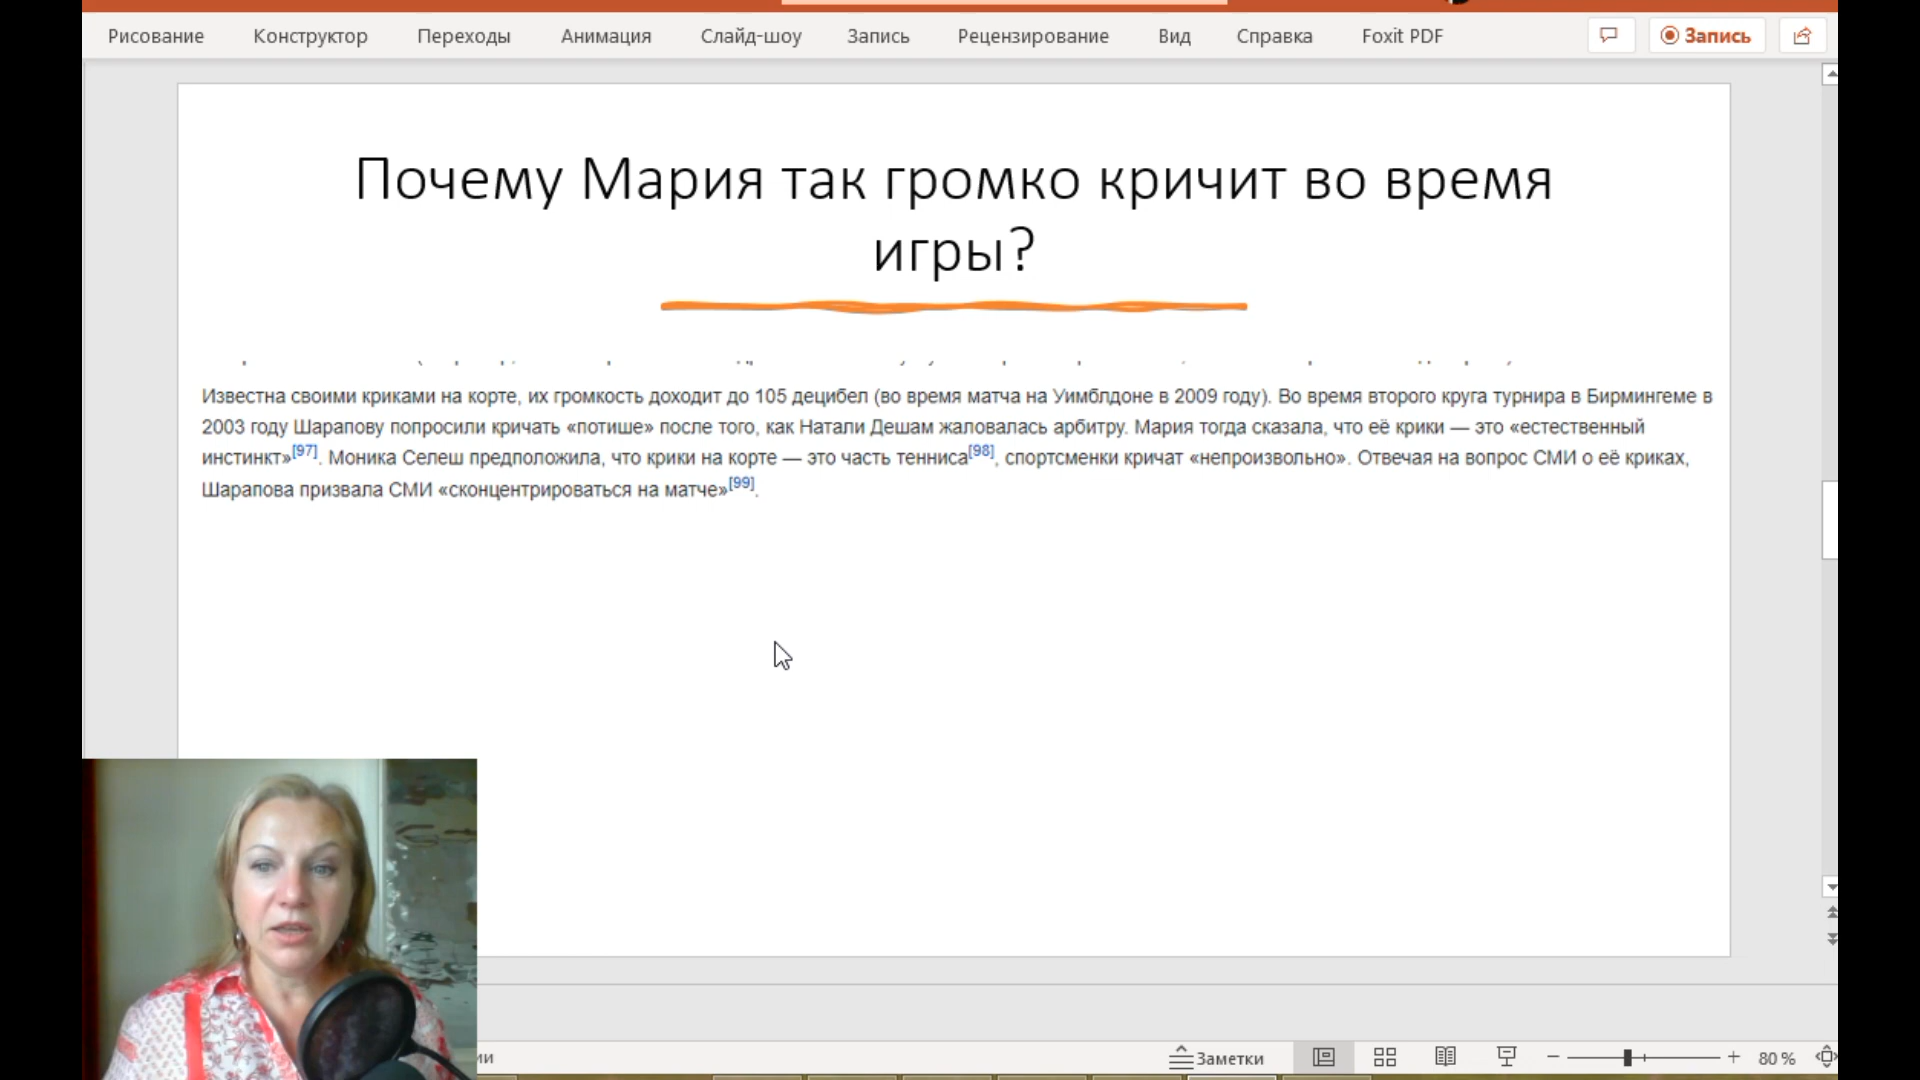 Рисование Конструктор Переходы Анимация Слайд-шоу Запись Рецензирование Вид Справка Foxit PDF Запись
Почему Мария так громко кричит во время
игры?
Известна своими криками на корте, их громкость доходит до 105 децибел (во время матча на Уимблдоне в 2009 году). Во время второго круга турнира в Бирмингеме в
2003 году Шарапову попросили кричать «потише» после того, как Натали Дешам жаловалась арбитру. Мария тогда сказала, что её крики — это «естественный
инстинкт»[97]. Моника Селеш предположила, что крики на корте — это часть тенниса[98], спортсменки кричат «непроизвольно». Отвечая на вопрос СМИ о её криках,
Шарапова призвала СМИ «сконцентрироваться на матче»[99].
Заметки 80 %